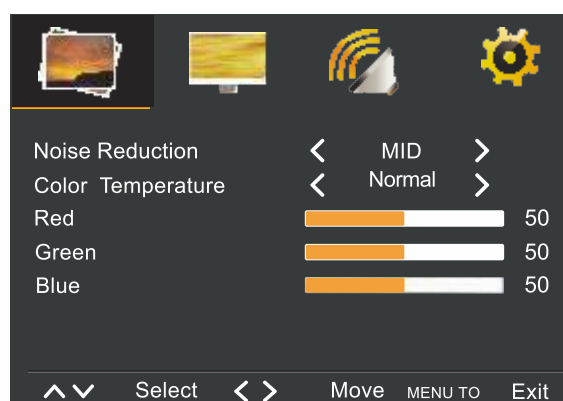 Noise Reduction MID
Color Temperature Normal
Red 50
Green 50
Blue 50
Select Move MENU TO Exit